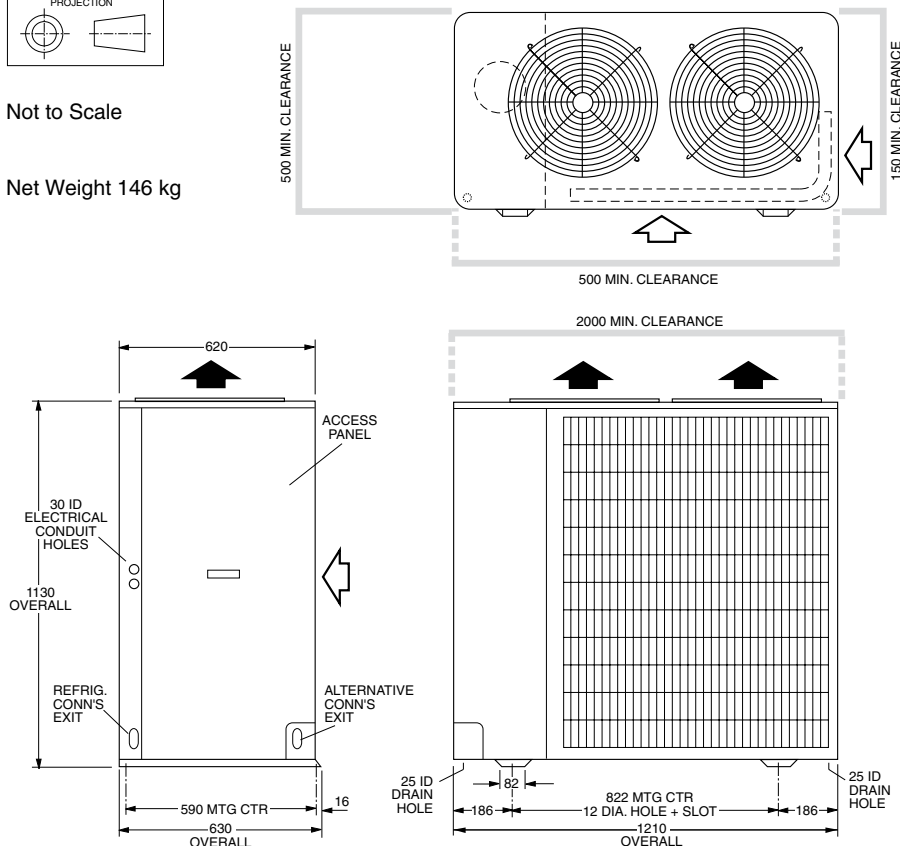 PROJECTION
Not to Scale
Net Weight 146 kg
500 MIN. CLEARANCE
150 MIN. CLEARANCE
500 MIN. CLEARANCE
2000 MIN. CLEARANCE
620
ACCESS
PANEL
30 ID
ELECTRICAL
CONDUIT
HOLES
1130
OVERALL
REFRIG.
CONN'S
EXIT
ALTERNATIVE
CONN'S
EXIT
590 MTG CTR
16
630
OVERALL
25 ID
DRAIN
HOLE
82
186
822 MTG CTR
12 DIA. HOLE + SLOT
186
1210
OVERALL
25 ID
DRAIN
HOLE